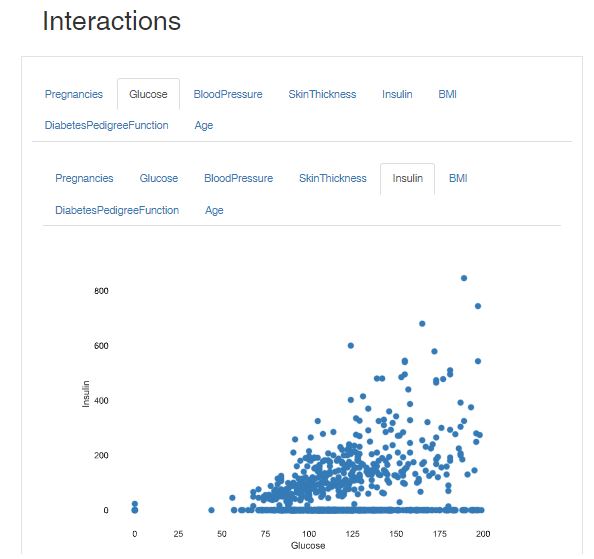 Interactions
Pregnancies Glucose BloodPressure SkinThickness Insulin BMI
DiabetesPedigreeFunction Age
Pregnancies Glucose BloodPressure SkinThickness Insulin BMI
DiabetesPedigreeFunction Age
800
600
400
200
0
Insulin
0 25 50 75 100 125 150 175 200
Glucose